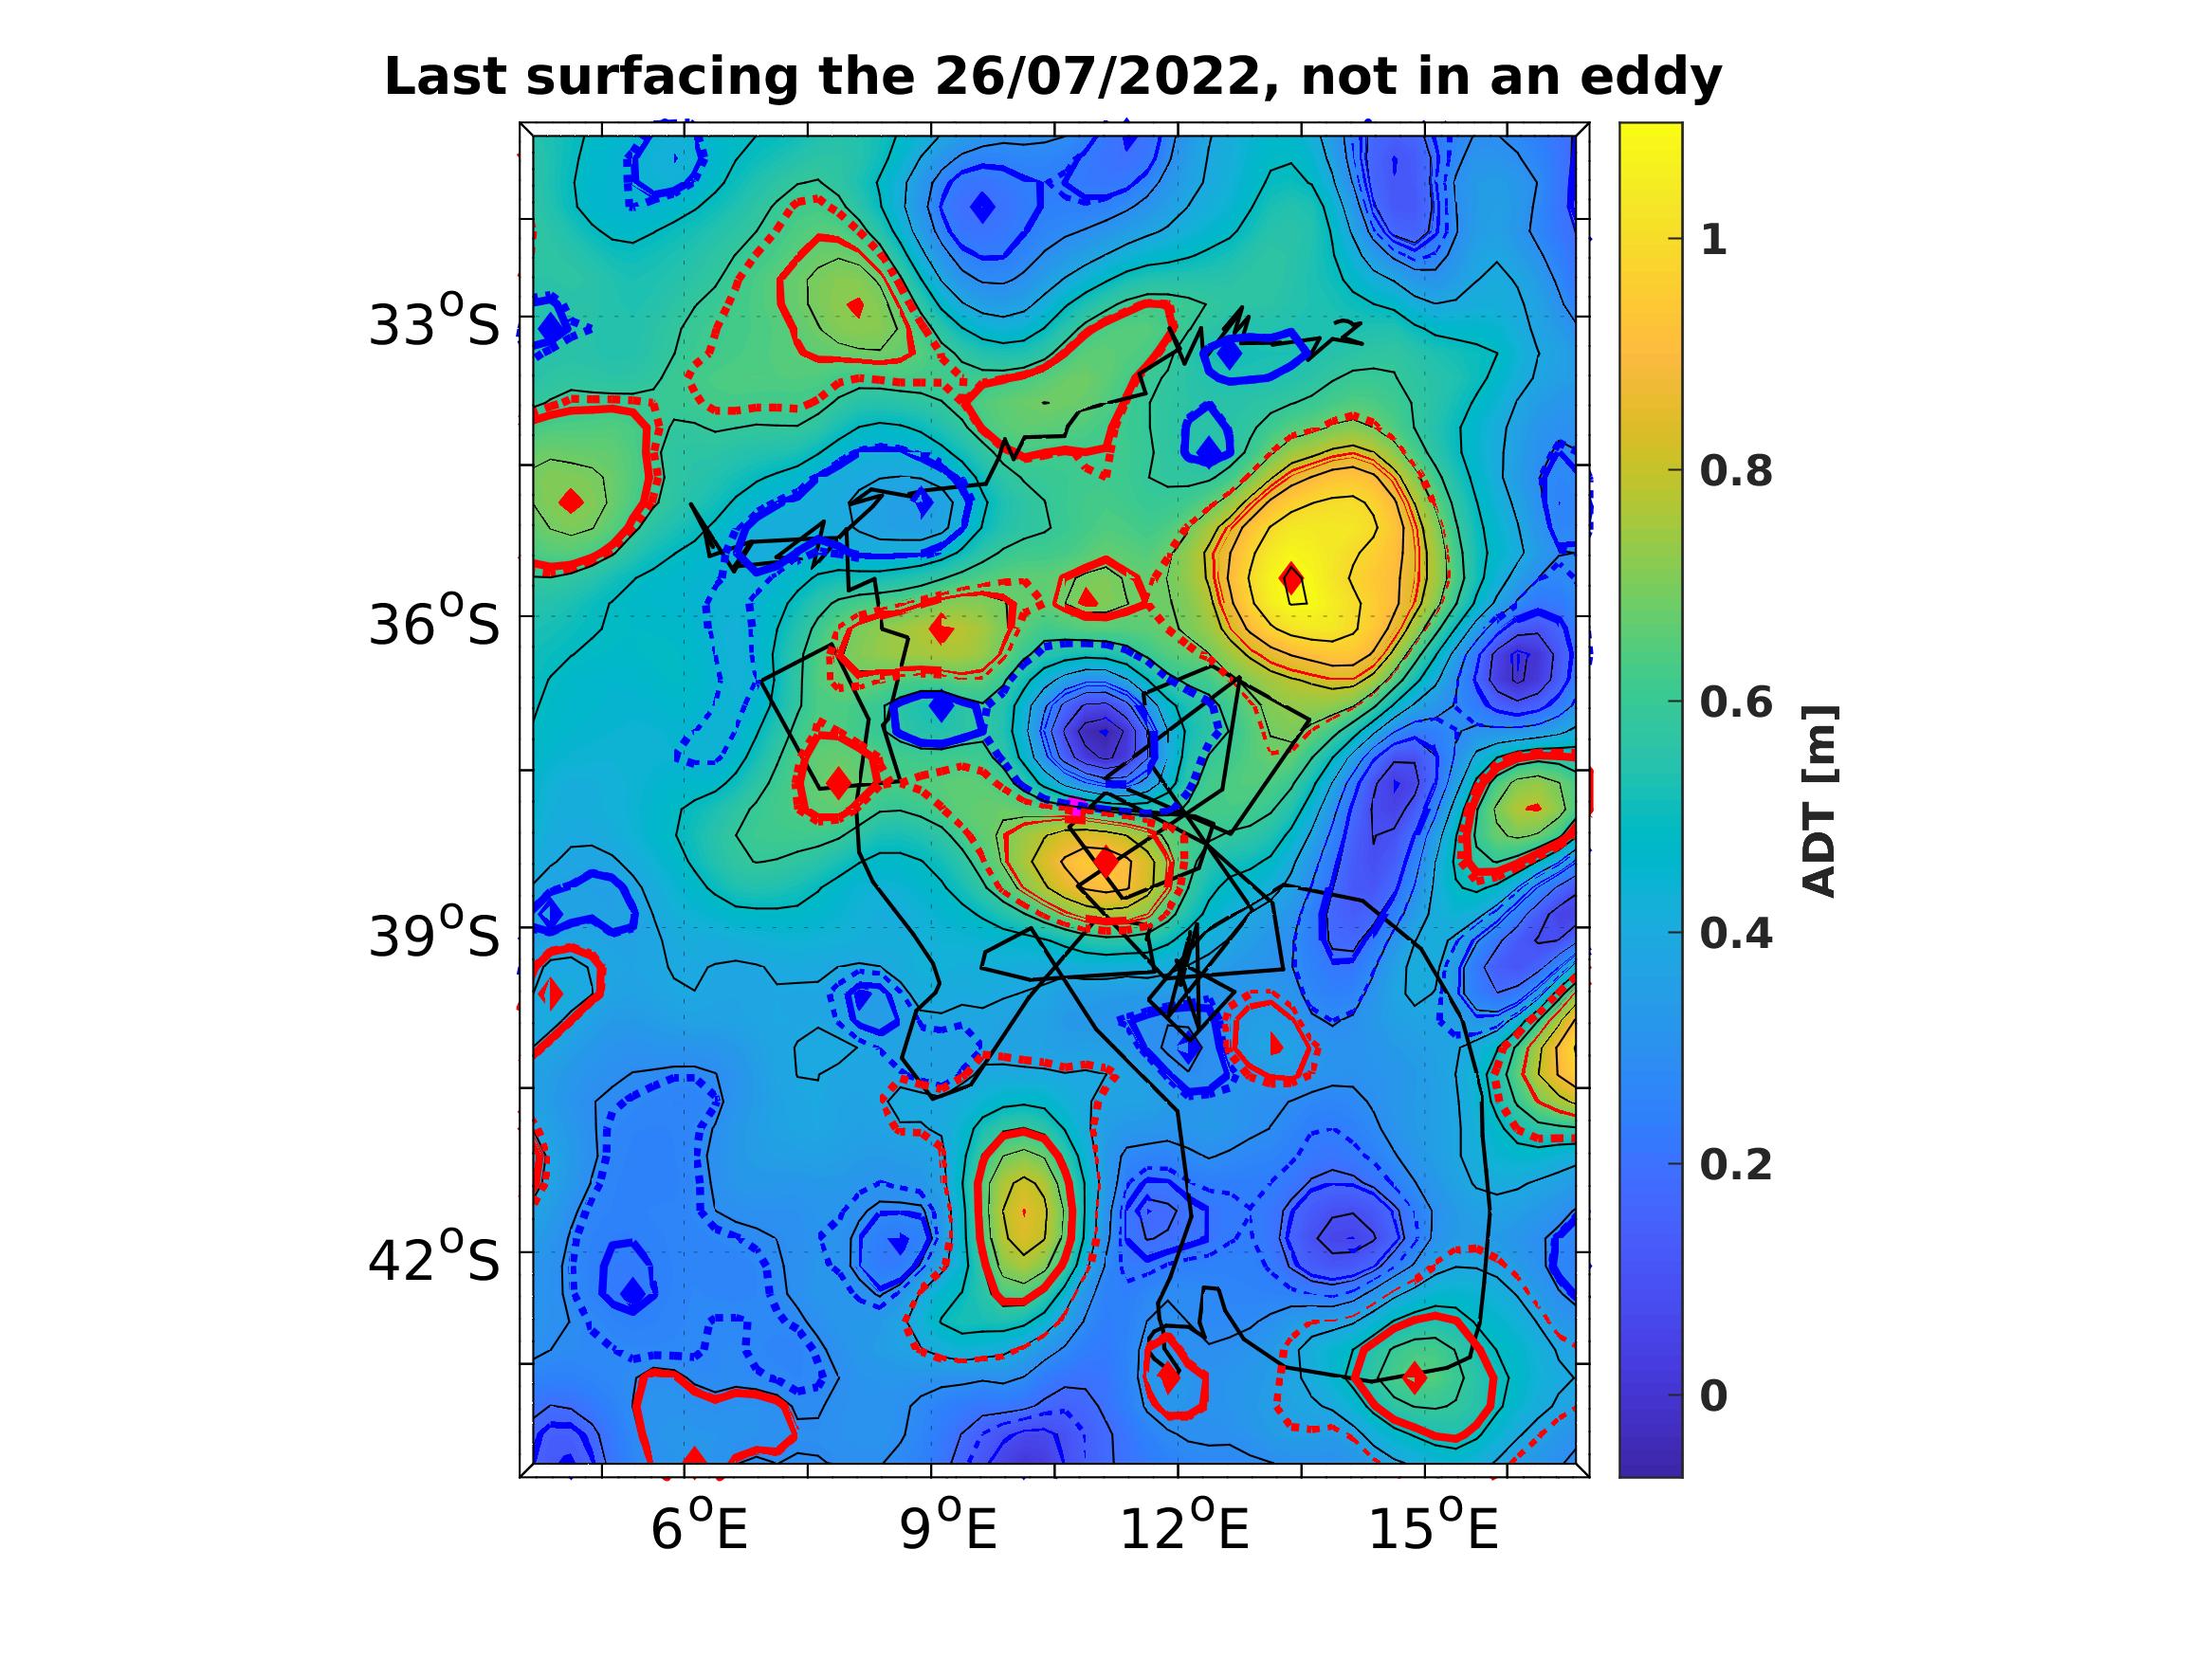 Last surfacing the 26/07/2022, not in an eddy
33°S
36°S
39°S
42°S
6°E
9°E
12°E
15°E
1
0.8
0.6
0.4
0.2
0
ADT [m]